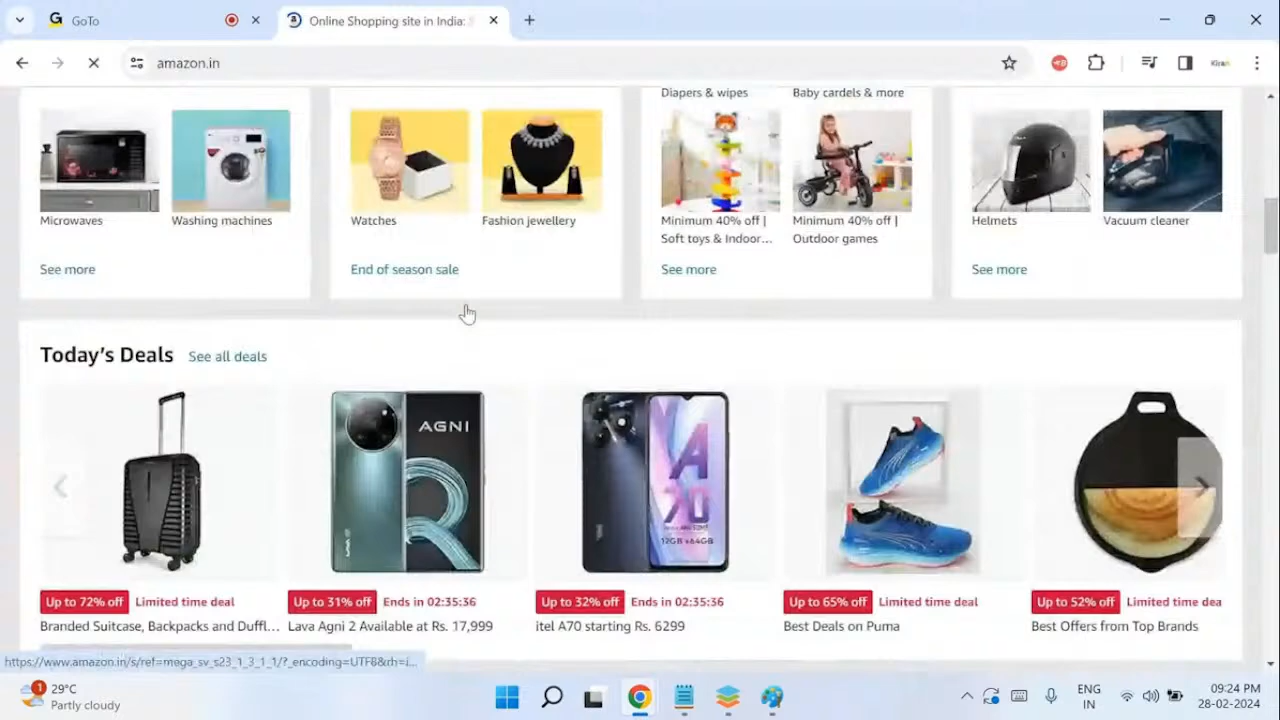 GoTo
Online Shopping site in India:
amazon.in
Kiran
Diapers & wipes
Baby cardels & more
Microwaves
Washing machines
Watches
Fashion jewellery
Minimum 40% off |
Soft toys & Indoor...
Minimum 40% off |
Outdoor games
Helmets
Vacuum cleaner
See more
End of season sale
See more
See more
Today's Deals
See all deals
AGNI
A
70
12GB x64GB
Up to 72% off
Limited time deal
Branded Suitcase, Backpacks and Duffl...
Up to 31% off
Ends in 02:35:36
Lava Agni 2 Available at Rs. 17,999
Up to 32% off
Ends in 02:35:36
itel A70 starting Rs. 6299
Up to 65% off
Limited time deal
Best Deals on Puma
Up to 52% off
Limited time dea
Best Offers from Top Brands
https://www.amazon.in/s/ref=mega_sv_s23_1_3_1_1/?_encoding=UTF8&rh=i...
1
29°C
Partly cloudy
ENG
IN
09:24 PM
28-02-2024